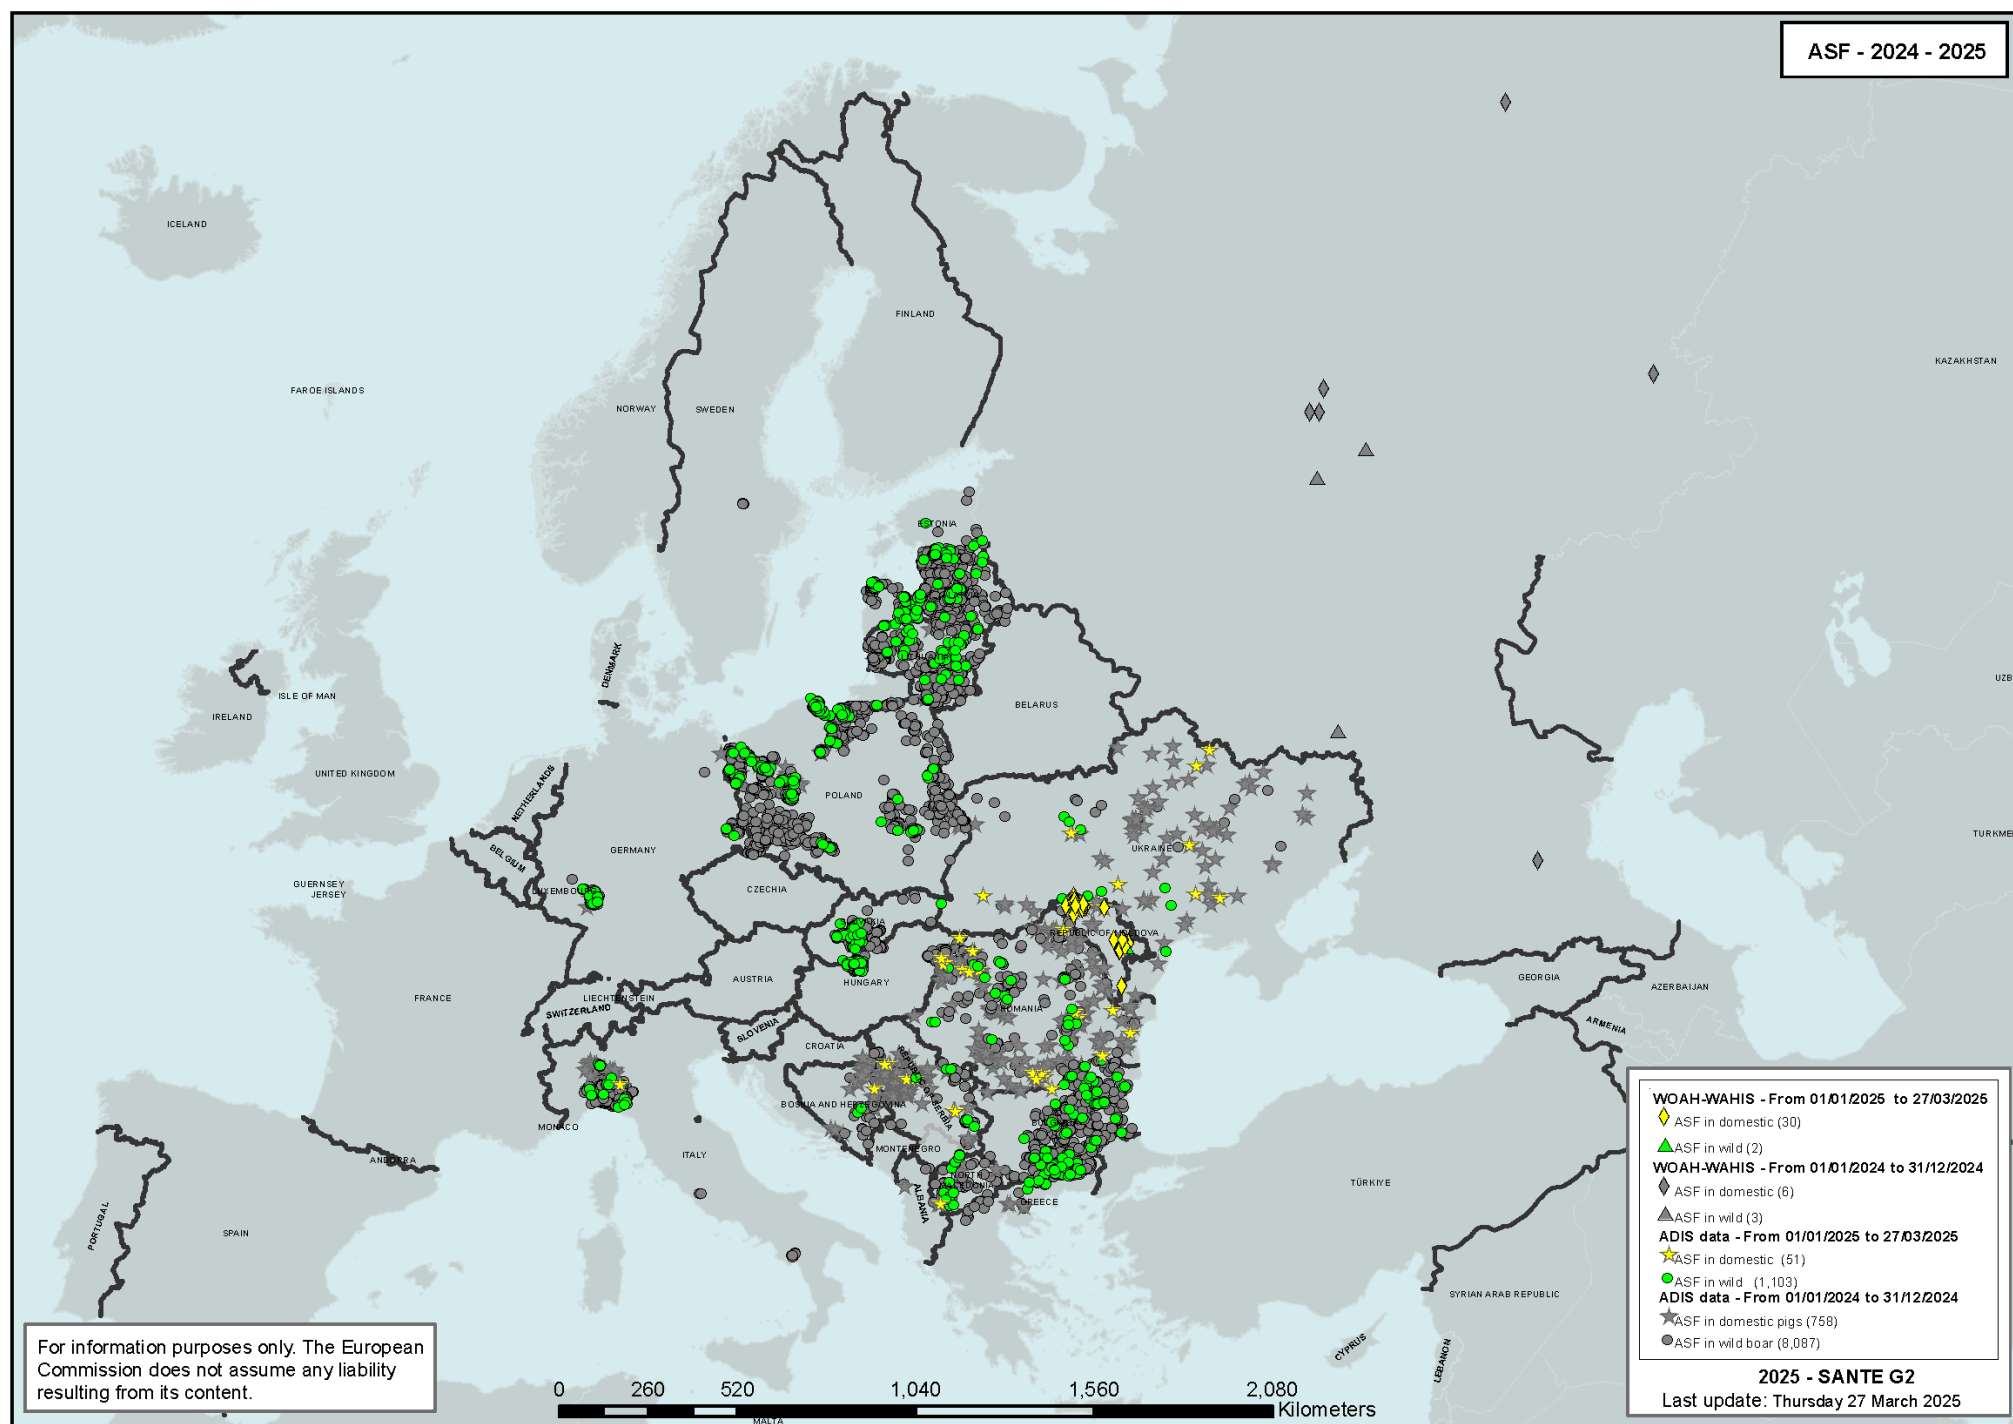 ASF - 2024 - 2025
ICELAND
FINLAND
KAZAKHSTAN
FAROE ISLANDS
NORWAY
SWEDEN
ESTONIA
DENMARK
ISLE OF MAN
IRELAND
BELARUS
UZB
UNITED KINGDOM
NETHERLANDS
POLAND
TURKME
BELGIUM
GERMANY
UKRAINE
GUERNSEY
JERSEY
LUXEMBOURG
CZECHIA
SLOVAKIA
REPUBLIC OF MOLDOVA
FRANCE
LIECHTENSTEIN
AUSTRIA
HUNGARY
GEORGIA
AZERBAIJAN
SWITZERLAND
ROMANIA
ARMENIA
SLOVENIA
CROATIA
REPUBLIC OF SERBIA
BOSNIA AND HERZEGOVINA
MONACO
MONTENEGRO
ITALY
ANDORRA
NORTH
MACEDONIA
ALBANIA
GREECE
TÜRKIYE
PORTUGAL
SPAIN
SYRIAN ARAB REPUBLIC
CYPRUS
LEBANON
MALTA
WOAH-WAHIS - From 01/01/2025 to 27/03/2025
ASF in domestic (30)
ASF in wild (2)
WOAH-WAHIS - From 01/01/2024 to 31/12/2024
ASF in domestic (6)
ASF in wild (3)
ADIS data - From 01/01/2025 to 27/03/2025
ASF in domestic (51)
ASF in wild (1,103)
ADIS data - From 01/01/2024 to 31/12/2024
ASF in domestic pigs (758)
ASF in wild boar (8,087)
2025 - SANTE G2
Last update: Thursday 27 March 2025
For information purposes only. The European
Commission does not assume any liability
resulting from its content.
0 260 520 1,040 1,560 2,080
Kilometers